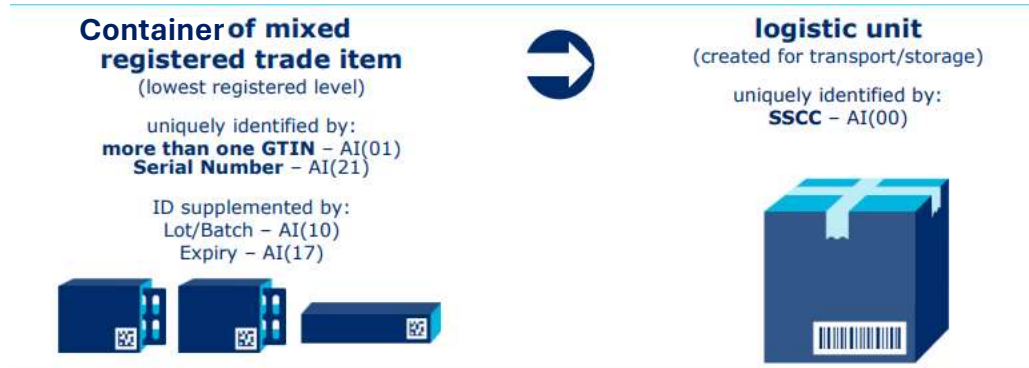 Container of mixed
registered trade item
(lowest registered level)
uniquely identified by:
more than one GTIN – AI(01)
Serial Number – AI(21)
ID supplemented by:
Lot/Batch – AI(10)
Expiry – AI(17)
logistic unit
(created for transport/storage)
uniquely identified by:
SSCC – AI(00)